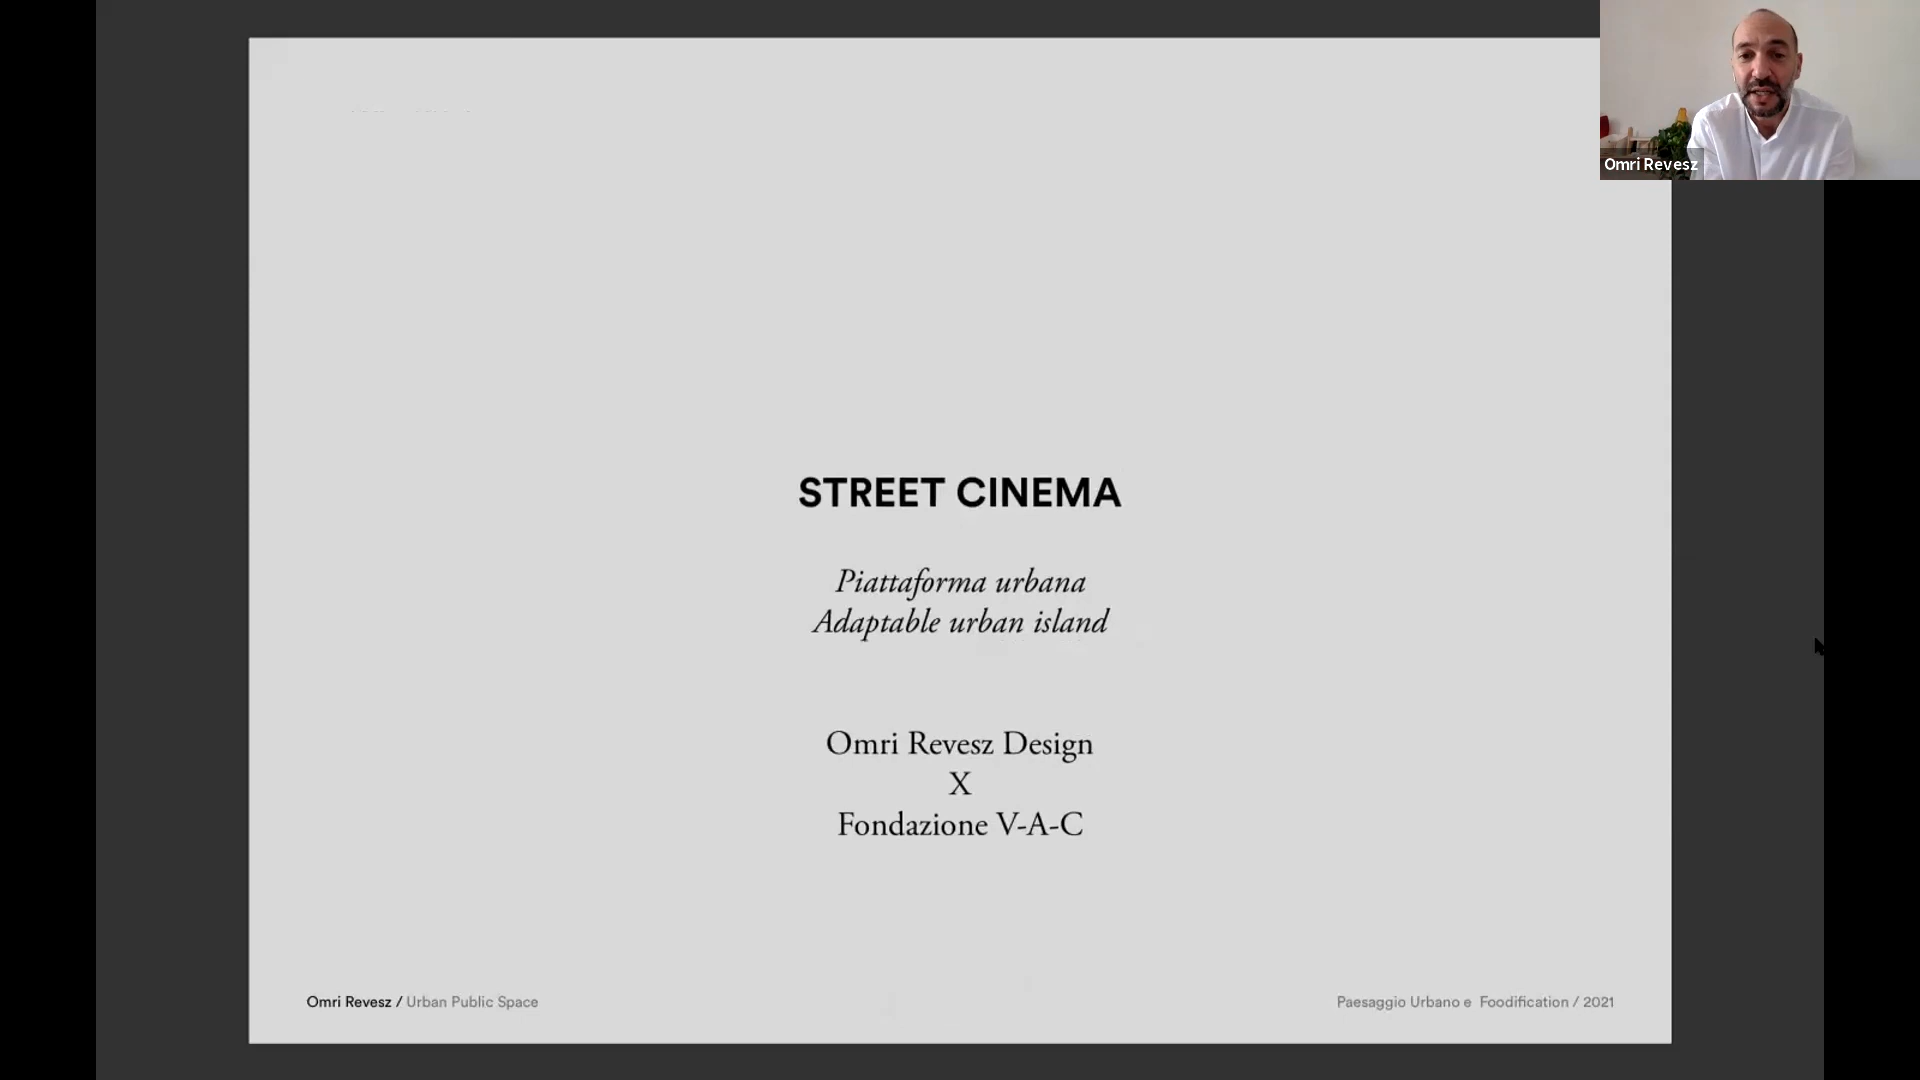 Omri Revesz
STREET CINEMA
Piattaforma urbana
Adaptable urban island
Omri Revesz Design
X
Fondazione V-A-C
Omri Revesz / Urban Public Space
Paesaggio Urbano e Foodification / 2021